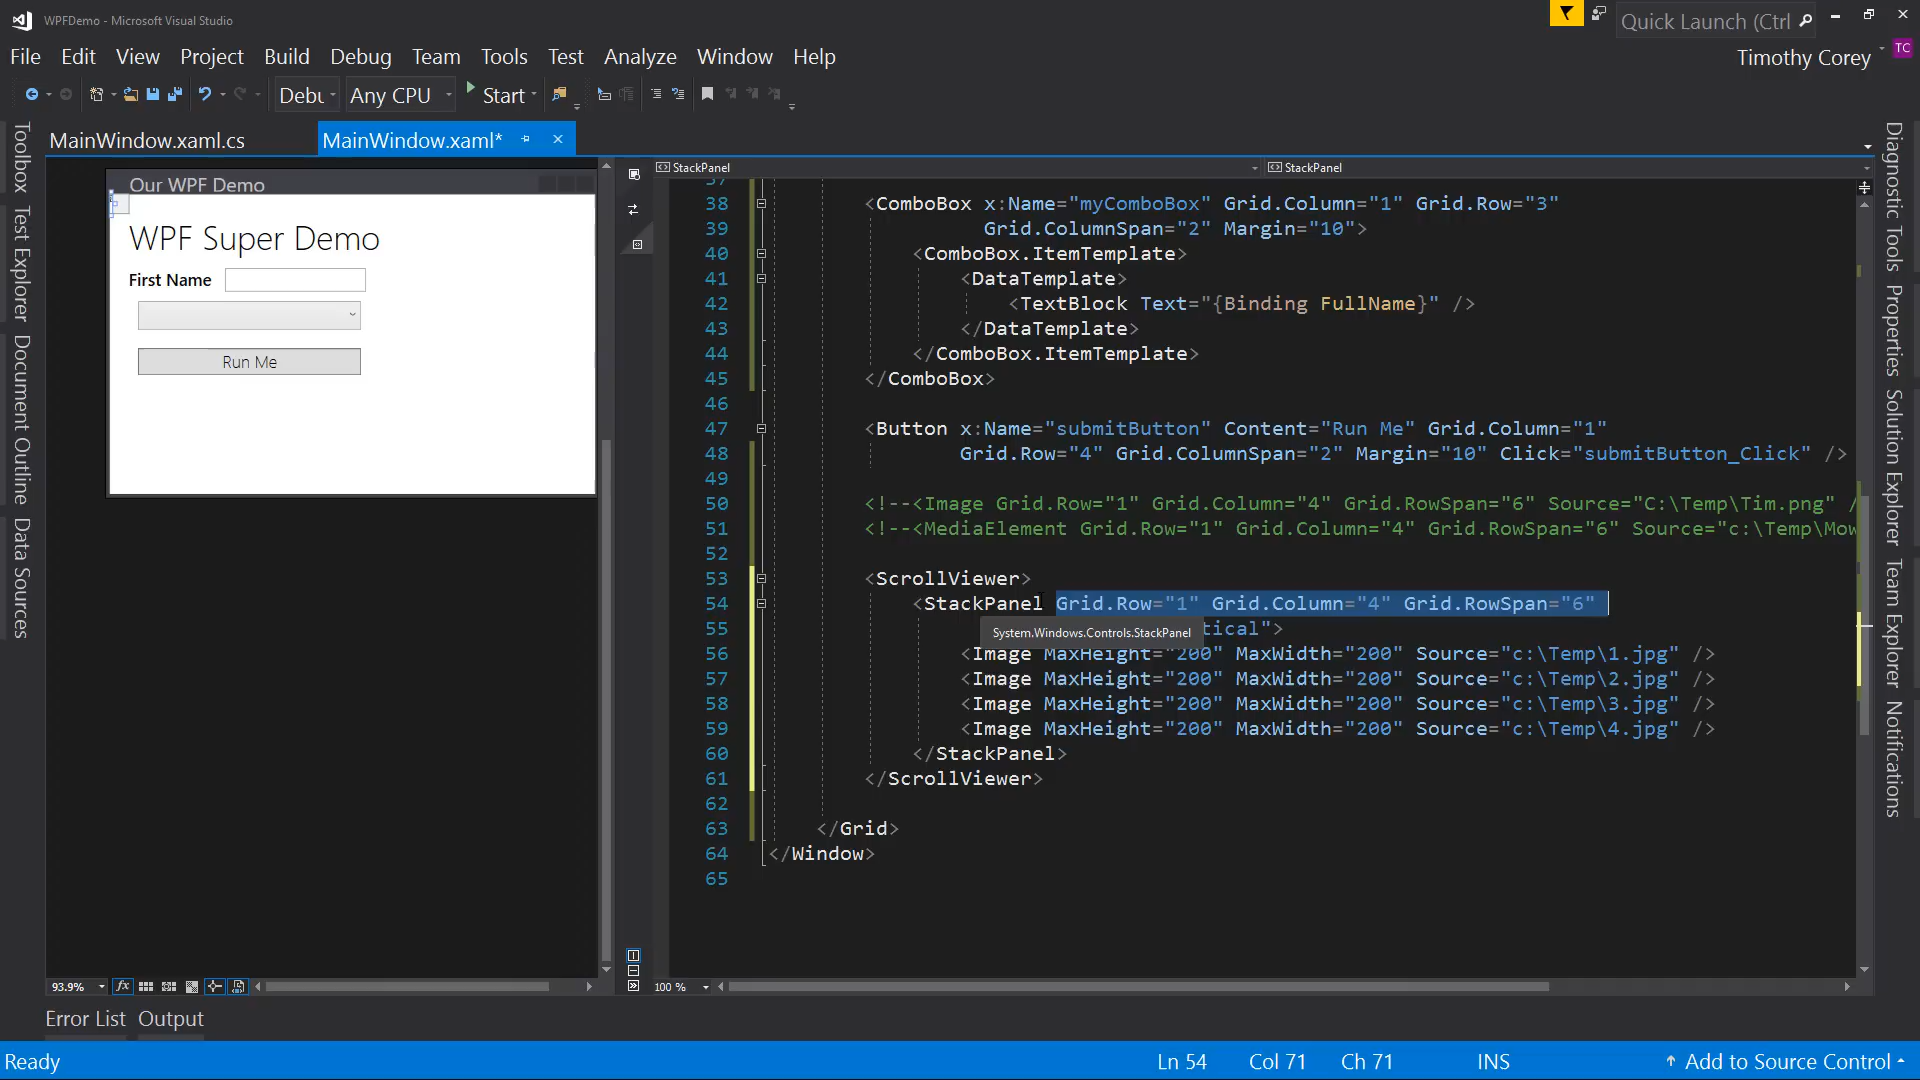 WPFDemo - Microsoft Visual Studio
Quick Launch (Ctrl
File Edit View Project Build Debug Team Tools Test Analyze Window Help
Timothy Corey TC
Debu Any CPU Start
MainWindow.xaml.cs
MainWindow.xaml*
Toolbox
Test Explorer
Document Outline
Data Sources
Our WPF Demo
WPF Super Demo
First Name
Run Me
StackPanel
StackPanel
37
38 <ComboBox x:Name="myComboBox" Grid.Column="1" Grid.Row="3"
39 Grid.ColumnSpan="2" Margin="10">
40 <ComboBox.ItemTemplate>
41 <DataTemplate>
42 <TextBlock Text="{Binding FullName}" />
43 </DataTemplate>
44 </ComboBox.ItemTemplate>
45 </ComboBox>
46
47 <Button x:Name="submitButton" Content="Run Me" Grid.Column="1"
48 Grid.Row="4" Grid.ColumnSpan="2" Margin="10" Click="submitButton_Click" />
49
50 <!--<Image Grid.Row="1" Grid.Column="4" Grid.RowSpan="6" Source="C:\Temp\Tim.png" /
51 <!--<MediaElement Grid.Row="1" Grid.Column="4" Grid.RowSpan="6" Source="c:\Temp\Mow
52
53 <ScrollViewer>
54 <StackPanel Grid.Row="1" Grid.Column="4" Grid.RowSpan="6"
55 tical">
System.Windows.Controls.StackPanel
56 <Image MaxHeight="200" MaxWidth="200" Source="c:\Temp\1.jpg" />
57 <Image MaxHeight="200" MaxWidth="200" Source="c:\Temp\2.jpg" />
58 <Image MaxHeight="200" MaxWidth="200" Source="c:\Temp\3.jpg" />
59 <Image MaxHeight="200" MaxWidth="200" Source="c:\Temp\4.jpg" />
60 </StackPanel>
61 </ScrollViewer>
62
63 </Grid>
64 </Window>
65
Diagnostic Tools
Properties
Solution Explorer
Team Explorer
Notifications
93.9% fx
100 %
Error List Output
Ready
Ln 54 Col 71 Ch 71 INS
Add to Source Control